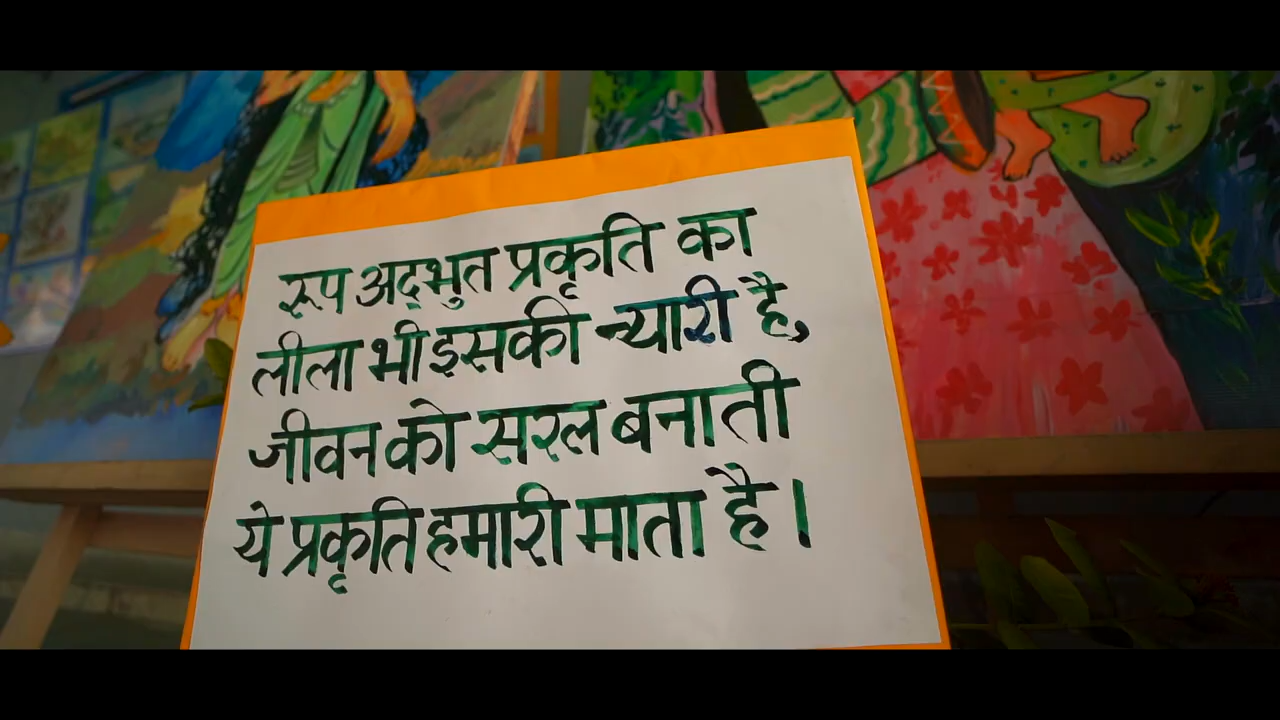 रूप अद्भुत प्रकृति का
लीला भी इसकी न्यारी है,
जीवन को सरल बनाती
ये प्रकृति हमारी माता है।